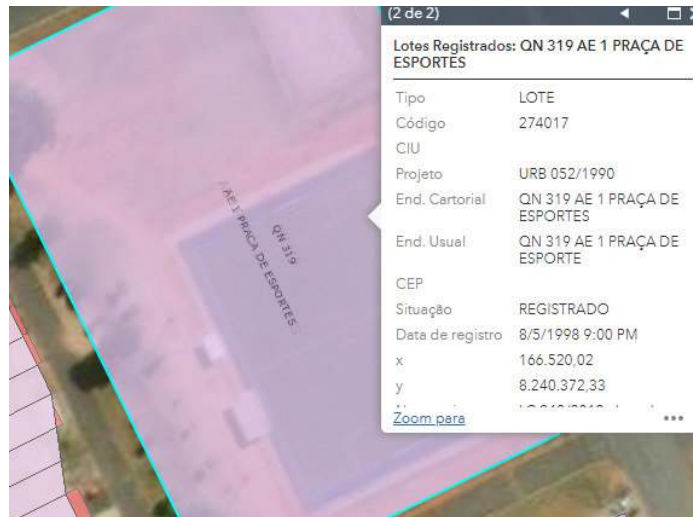 (2 de 2)
Lotes Registrados: QN 319 AE 1 PRAÇA DE
ESPORTES
Tipo LOTE
Código 274017
CIU
Projeto URB 052/1990
End. Cartorial QN 319 AE 1 PRAÇA DE
ESPORTES
End. Usual QN 319 AE 1 PRAÇA DE
ESPORTE
CEP
Situação REGISTRADO
Data de registro 8/5/1998 9:00 PM
x 166.520,02
y 8.240.372,33
Zoom para
QN 319
AE 1 PRACA DE ESPORTES